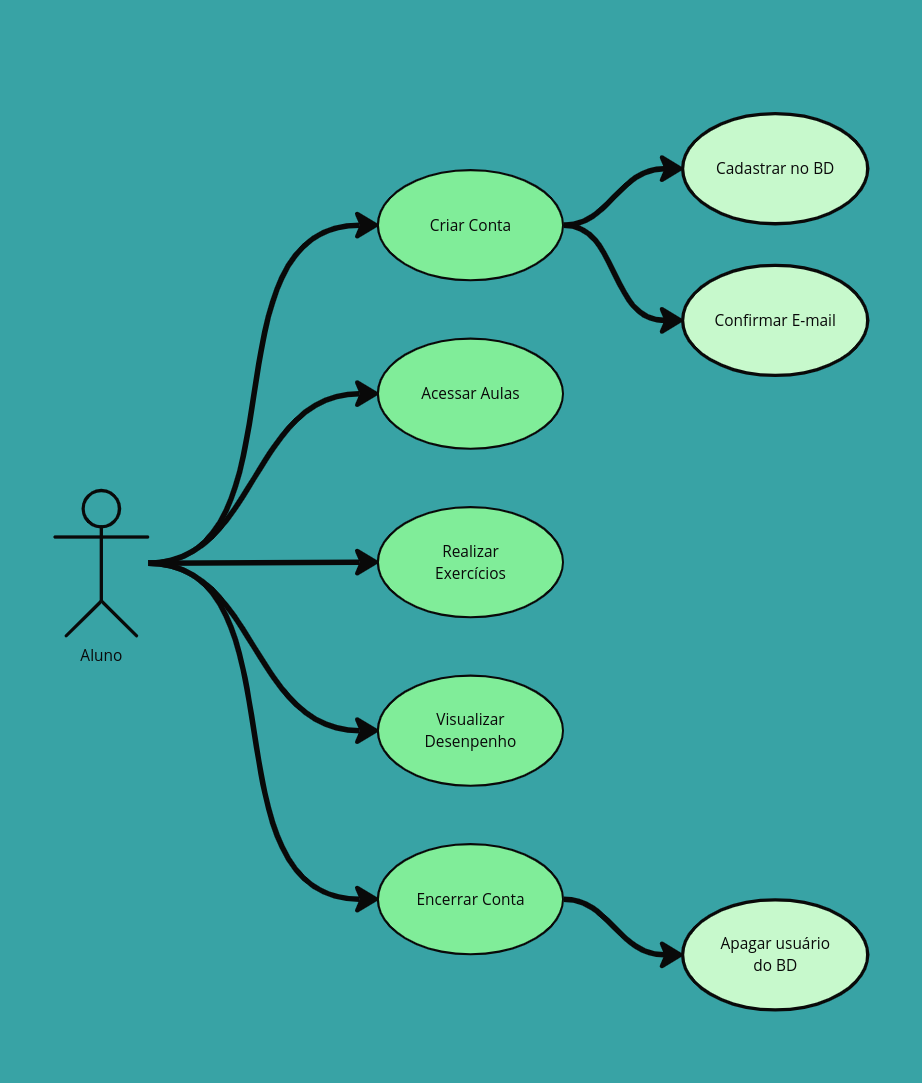 Cadastrar no BD
Criar Conta
Confirmar E-mail
Acessar Aulas
Realizar
Exercícios
Aluno
Visualizar
Desenpenho
Encerrar Conta
Apagar usuário
do BD